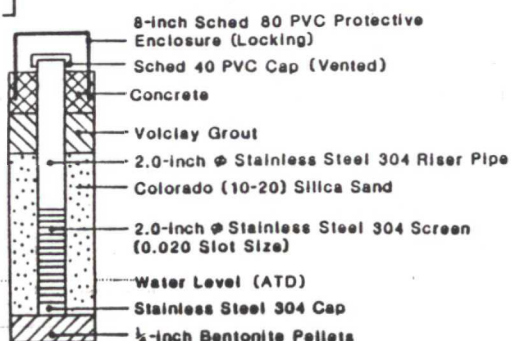 8-inch Sched 80 PVC Protective
Enclosure (Locking)
Sched 40 PVC Cap (Vented)
Concrete
Volclay Grout
2.0-inch ϕ Stainless Steel 304 Riser Pipe
Colorado (10-20) Silica Sand
2.0-inch ϕ Stainless Steel 304 Screen
(0.020 Slot Size)
Water Level (ATD)
Stainless Steel 304 Cap
-inch Bentonite Pellets